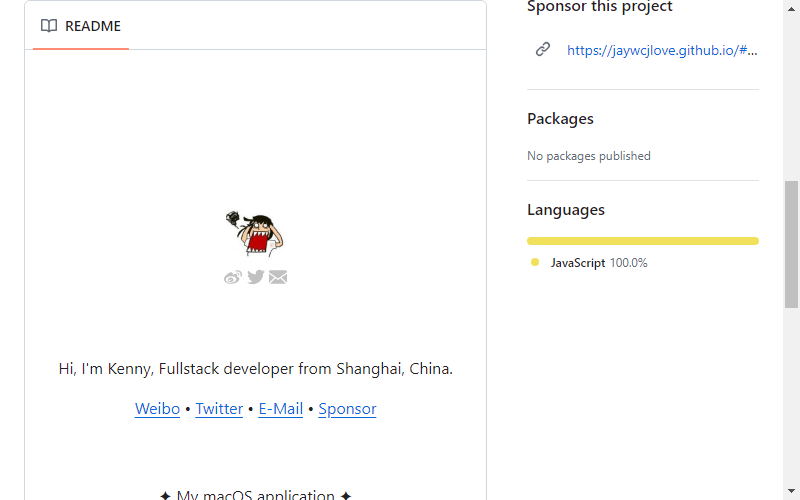 README
Hi, I'm Kenny, Fullstack developer from Shanghai, China.
Weibo • Twitter • E-Mail • Sponsor
✦ My macOS application ✦
Sponsor this project
https://jaywcjlove.github.io/#...
Packages
No packages published
Languages
JavaScript 100.0%